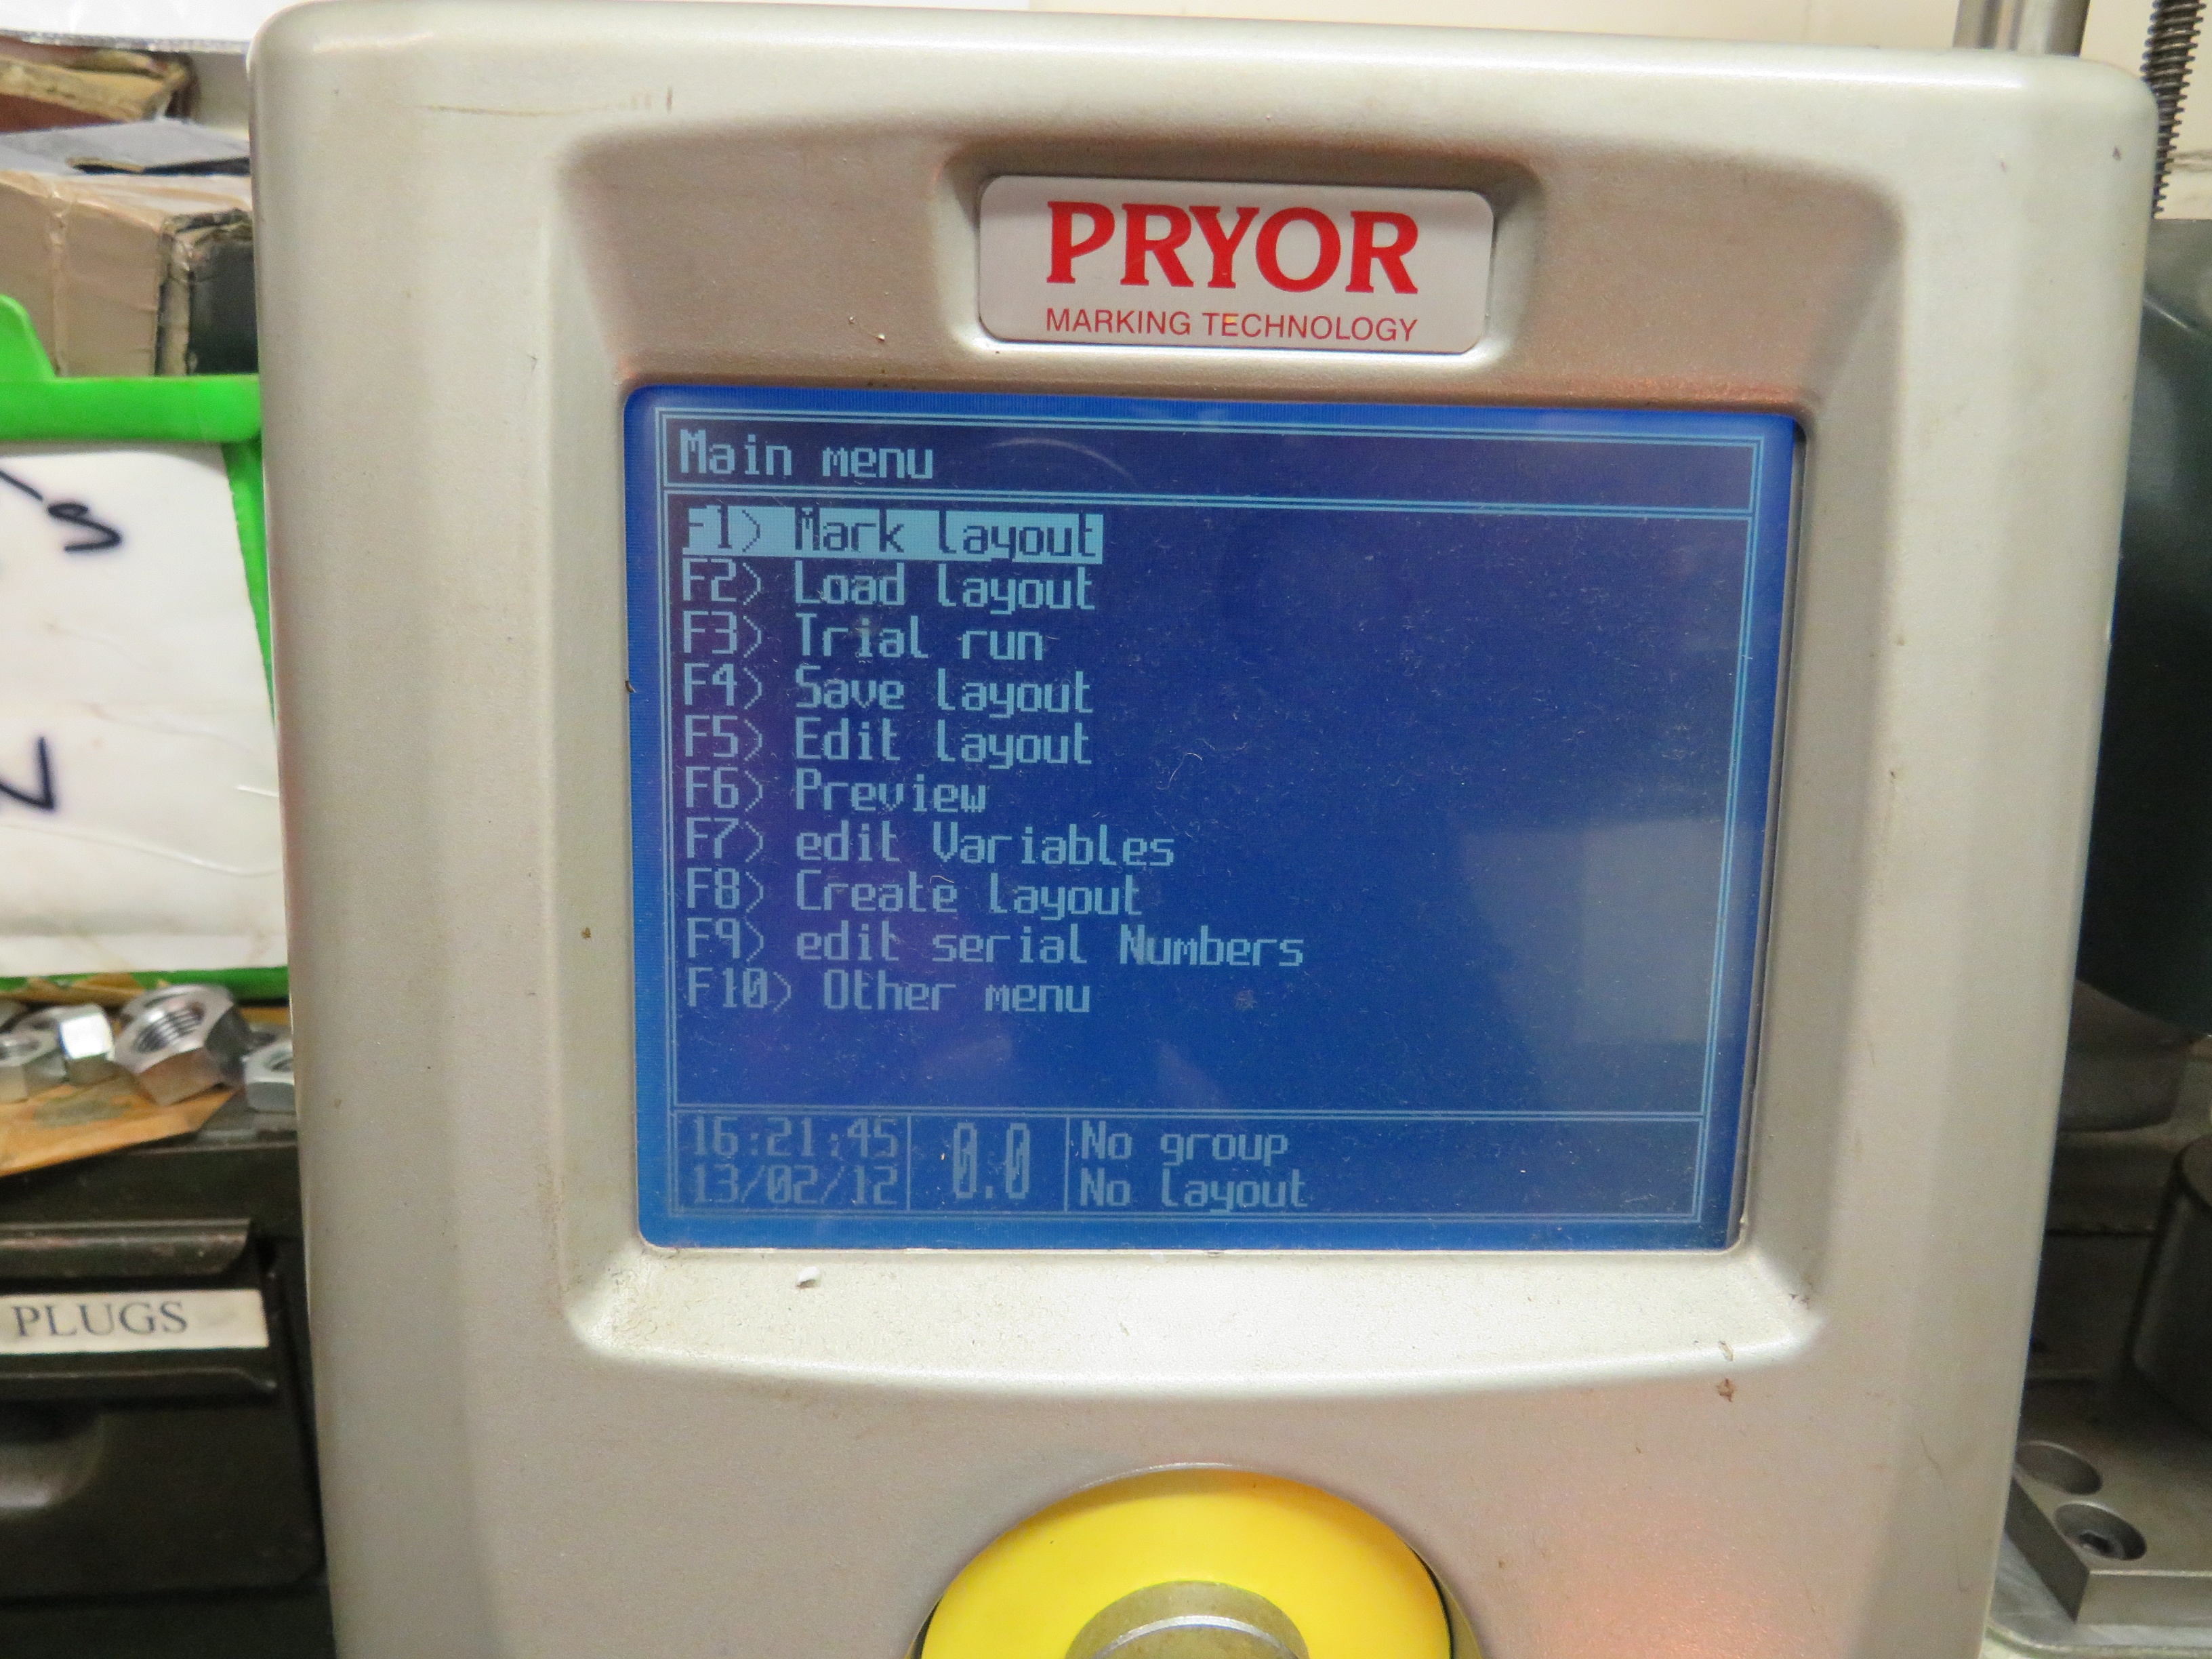 PRYOR
MARKING TECHNOLOGY
Main menu
F1> Mark layout
F2> Load layout
F3> Trial run
F4> Save layout
F5> Edit layout
F6> Preview
F7> edit Variables
F8> Create layout
F9> edit serial Numbers
F10> Other menu
16:21:45
13/02/12
0.0
0.0
No group
No layout
PLUGS